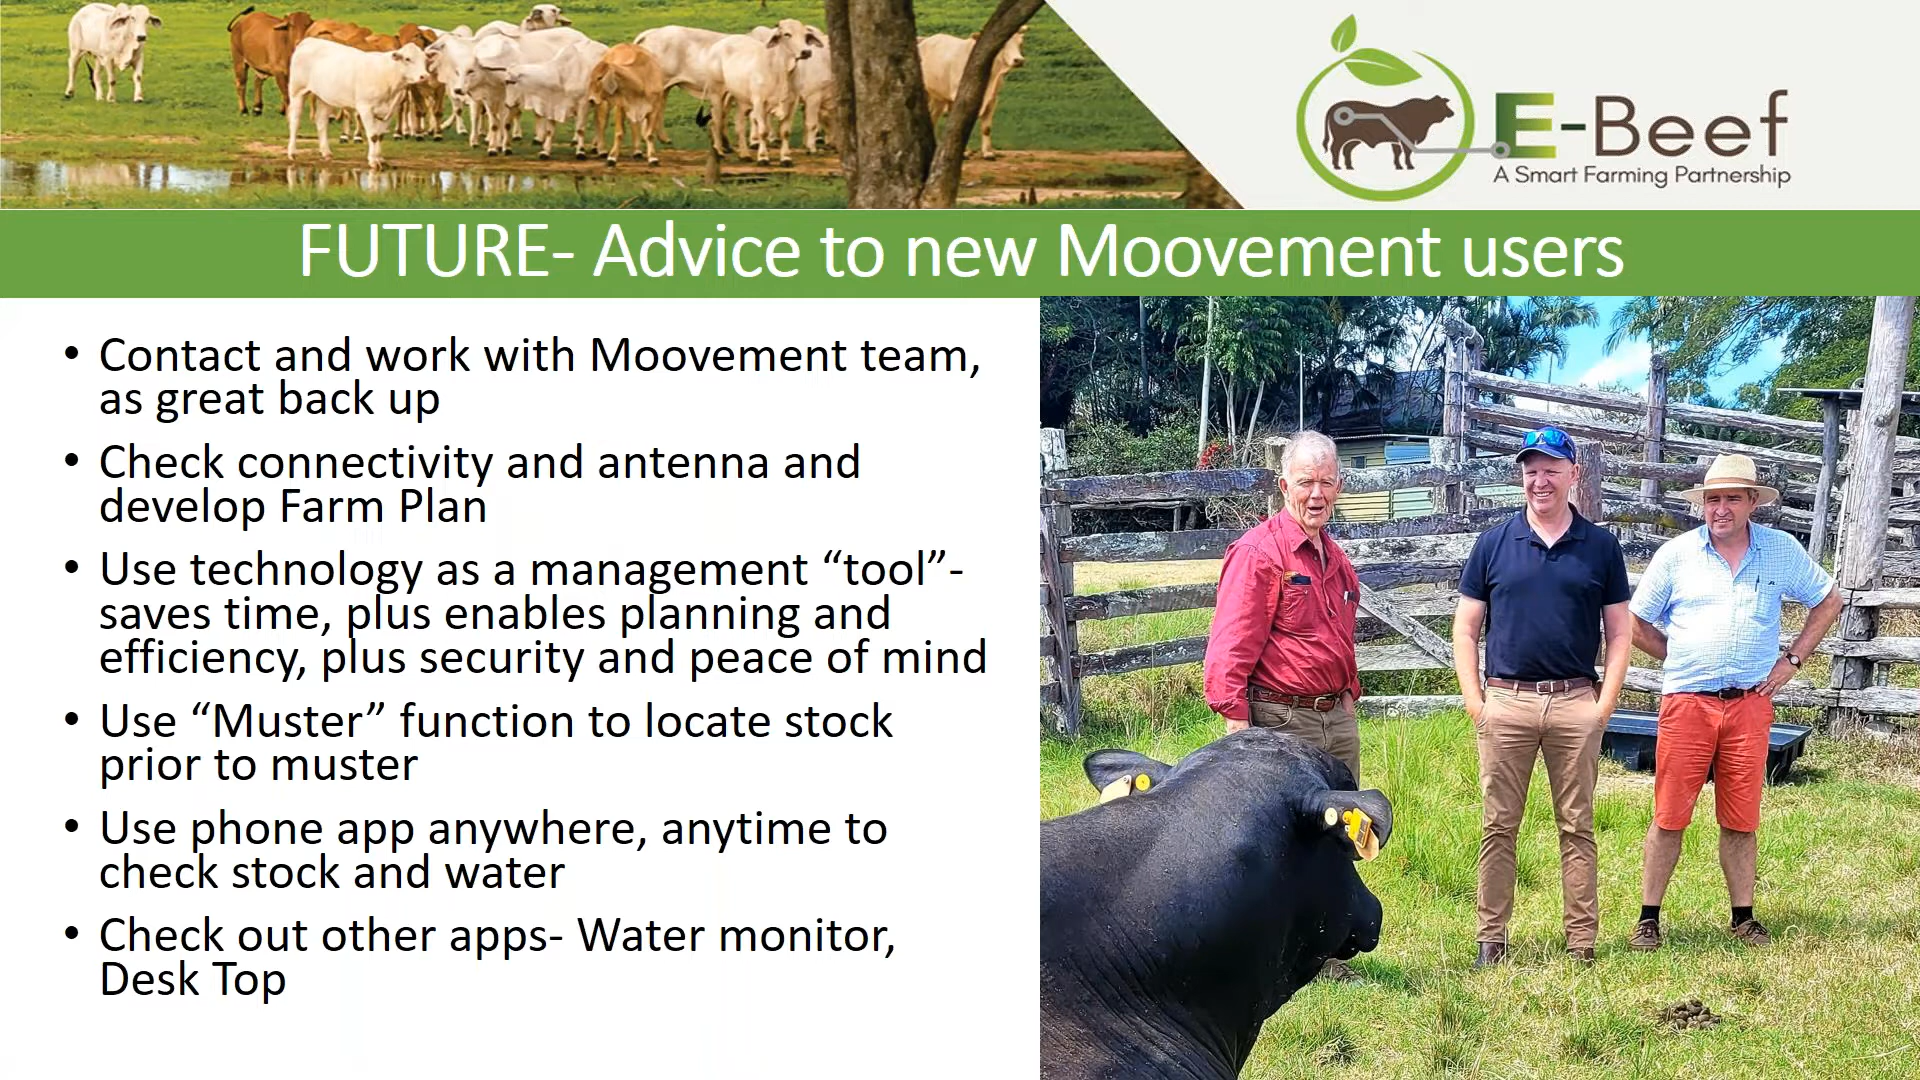 E-Beef
A Smart Farming Partnership
FUTURE- Advice to new Moovement users
• Contact and work with Moovement team,
as great back up
• Check connectivity and antenna and
develop Farm Plan
• Use technology as a management “tool”-
saves time, plus enables planning and
efficiency, plus security and peace of mind
• Use “Muster” function to locate stock
prior to muster
• Use phone app anywhere, anytime to
check stock and water
• Check out other apps- Water monitor,
Desk Top